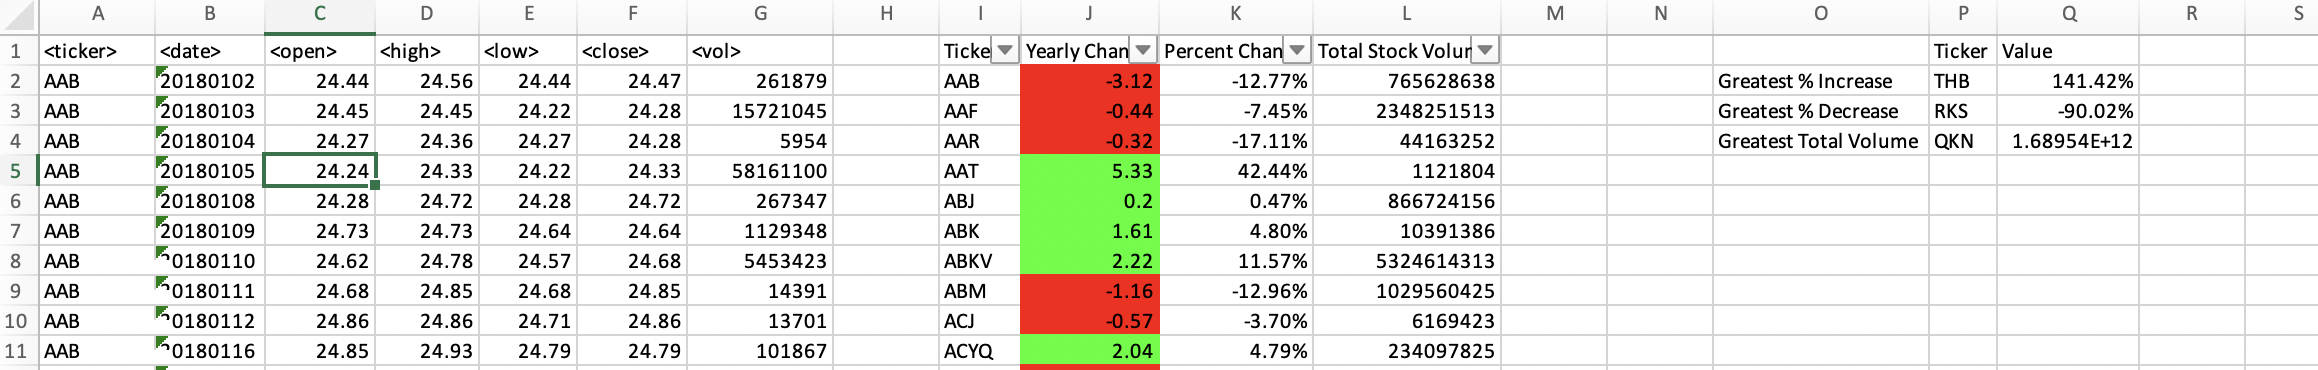 A B C D E F G H I J K L M N O P Q R S
1 <ticker> <date> <open> <high> <low> <close> <vol> Ticke Yearly Chan Percent Chan Total Stock Volur Ticker Value
2 AAB 20180102 24.44 24.56 24.44 24.47 261879 AAB -3.12 -12.77% 765628638 Greatest % Increase THB 141.42%
3 AAB 20180103 24.45 24.45 24.22 24.28 15721045 AAF -0.44 -7.45% 2348251513 Greatest % Decrease RKS -90.02%
4 AAB 20180104 24.27 24.36 24.27 24.28 5954 AAR -0.32 -17.11% 44163252 Greatest Total Volume QKN 1.68954E+12
5 AAB 20180105 24.24 24.33 24.22 24.33 58161100 AAT 5.33 42.44% 1121804
6 AAB 20180108 24.28 24.72 24.28 24.72 267347 ABJ 0.2 0.47% 866724156
7 AAB 20180109 24.73 24.73 24.64 24.64 1129348 ABK 1.61 4.80% 10391386
8 AAB 20180110 24.62 24.78 24.57 24.68 5453423 ABKV 2.22 11.57% 5324614313
9 AAB 20180111 24.68 24.85 24.68 24.85 14391 ABM -1.16 -12.96% 1029560425
10 AAB 20180112 24.86 24.86 24.71 24.86 13701 ACJ -0.57 -3.70% 6169423
11 AAB 20180116 24.85 24.93 24.79 24.79 101867 ACYQ 2.04 4.79% 234097825